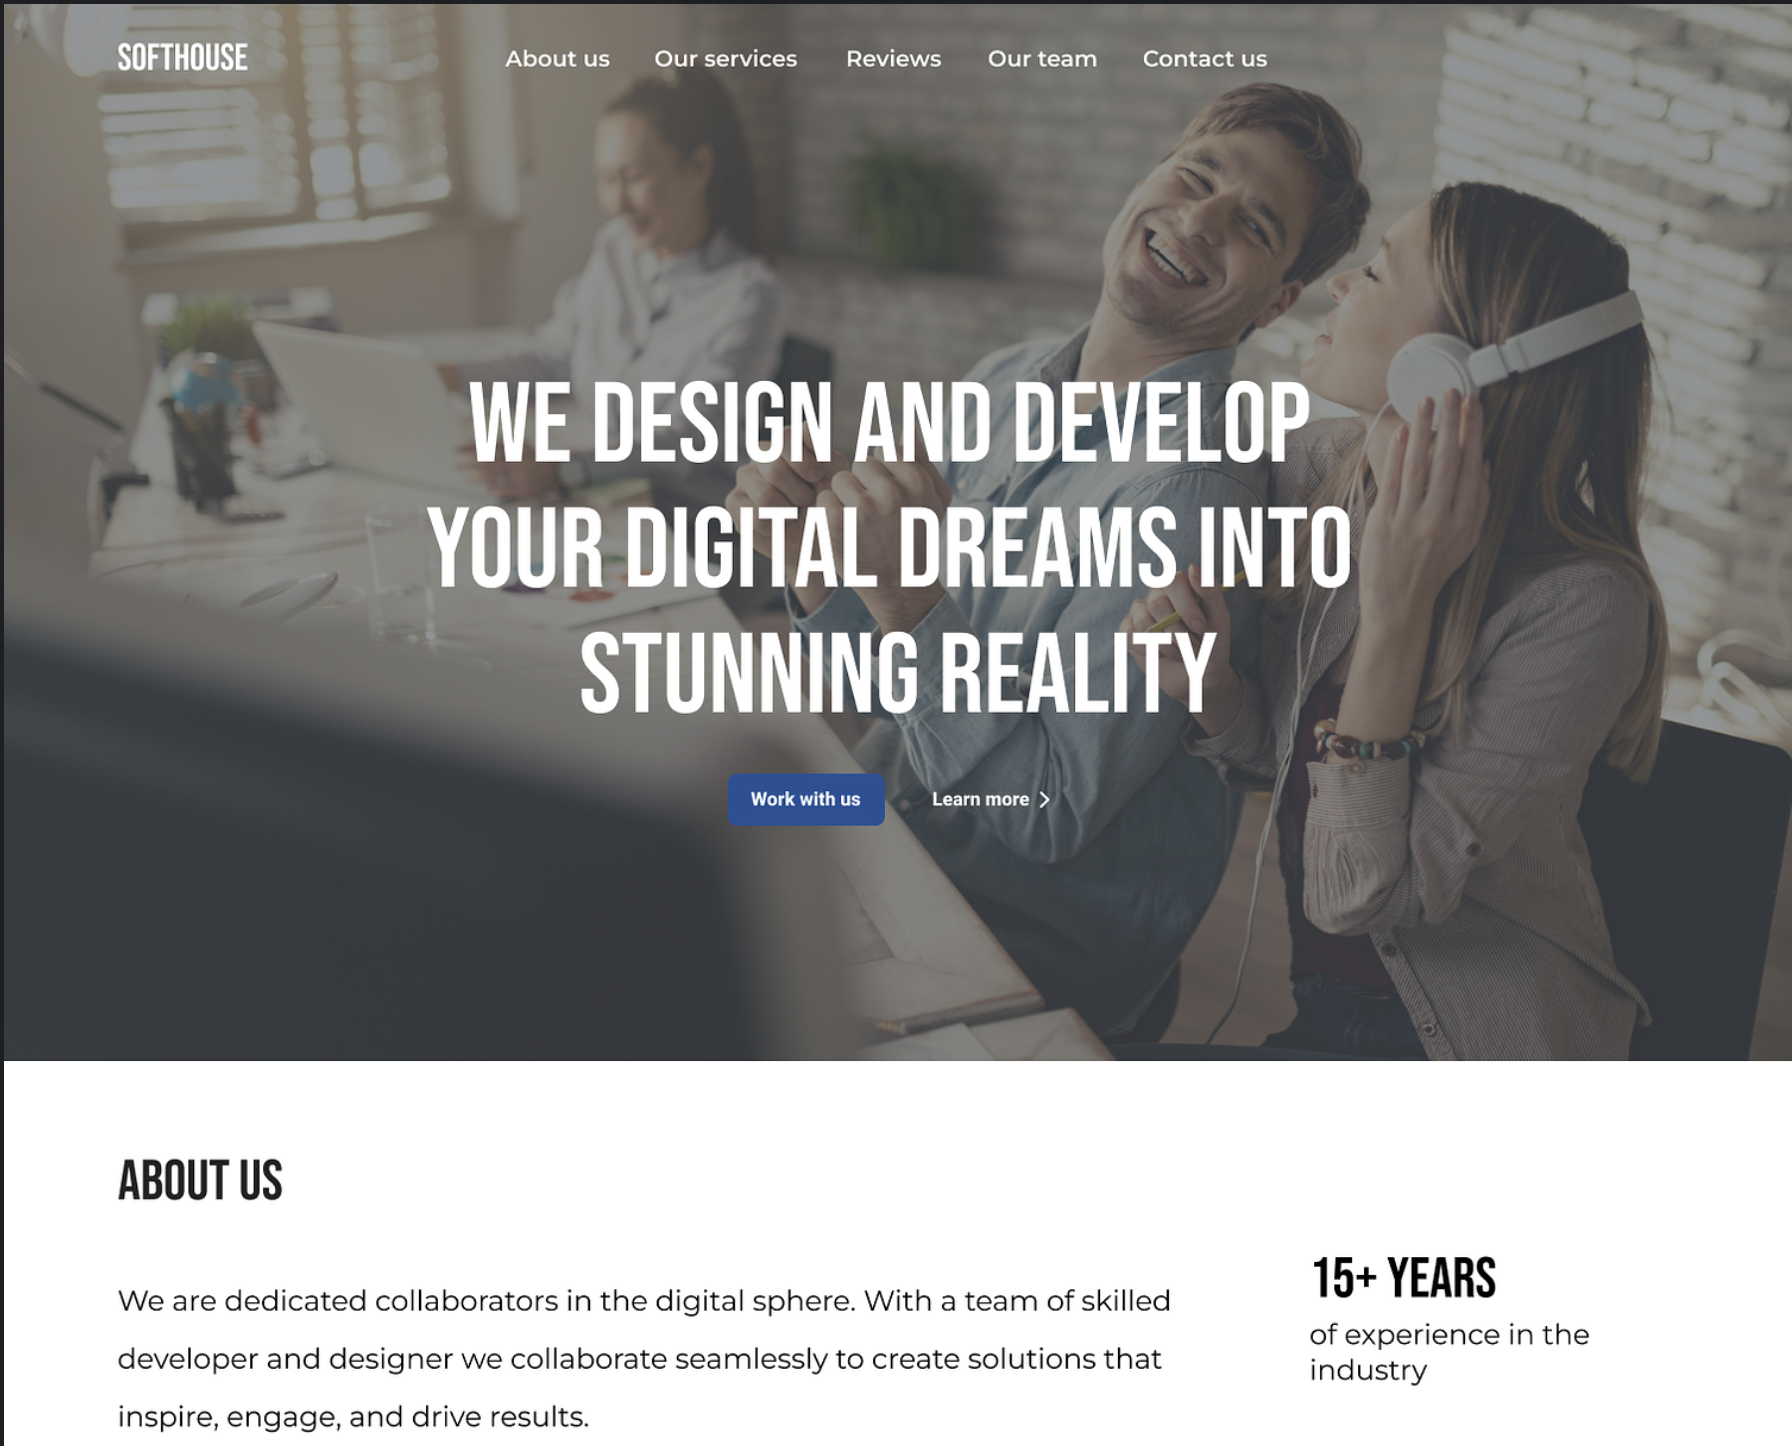 SOFTHOUSE
About us
Our services
Reviews
Our team
Contact us
WE DESIGN AND DEVELOP
YOUR DIGITAL DREAMS INTO
STUNNING REALITY
Work with us
Learn more
ABOUT US
We are dedicated collaborators in the digital sphere. With a team of skilled
developer and designer we collaborate seamlessly to create solutions that
inspire, engage, and drive results.
15+ YEARS
of experience in the
industry